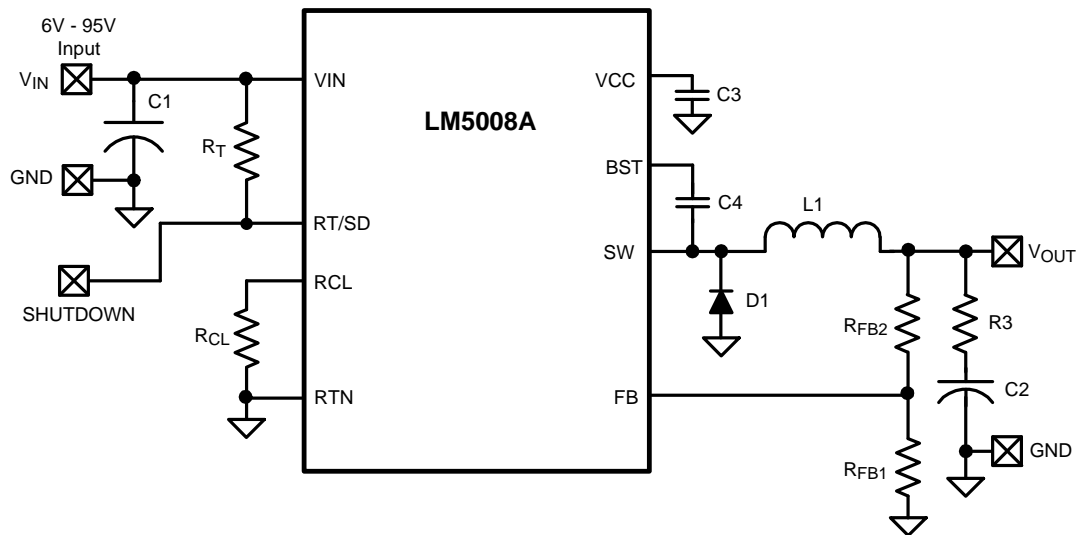 6V - 95V
Input
VIN
C1
GND
RT
SHUTDOWN
RCL
VIN
RT/SD
RCL
RTN
LM5008A
VCC
BST
SW
FB
C3
C4
L1
D1
RFB2
RFB1
R3
C2
VOUT
GND